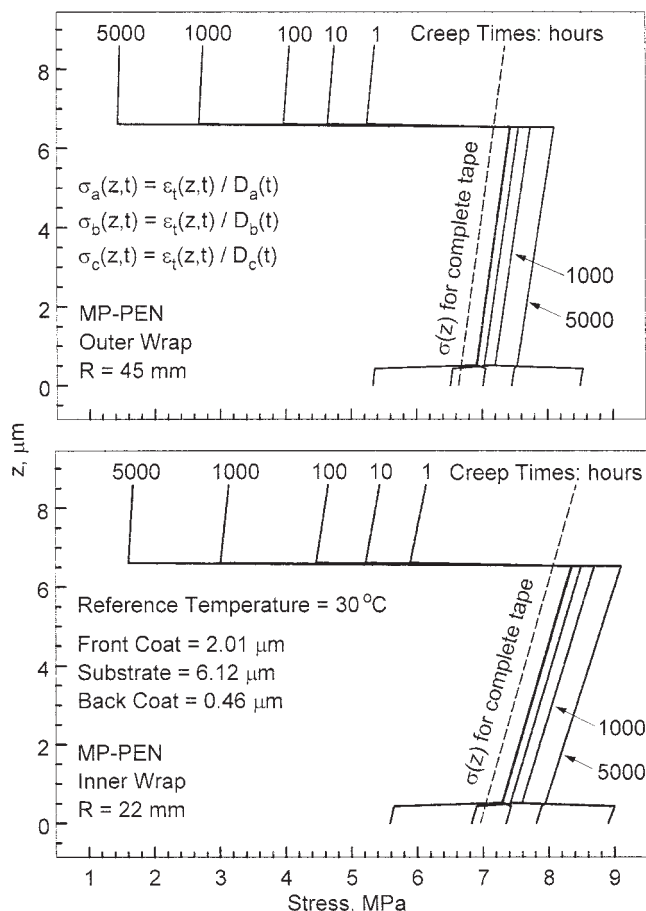 5000 1000 100 10 1 Creep Times: hours
8
6
4
2
0
σ(z) for complete tape
σₐ(z,t) = εₜ(z,t) / Dₐ(t)
σ_b(z,t) = εₜ(z,t) / D_b(t)
σ_c(z,t) = εₜ(z,t) / D_c(t)
1000
5000
MP-PEN
Outer Wrap
R = 45 mm
z, μm
5000 1000 100 10 1 Creep Times: hours
8
6
4
2
0
Reference Temperature = 30 °C
Front Coat = 2.01 μm
Substrate = 6.12 μm
Back Coat = 0.46 μm
σ(z) for complete tape
1000
5000
MP-PEN
Inner Wrap
R = 22 mm
1 2 3 4 5 6 7 8 9
Stress, MPa